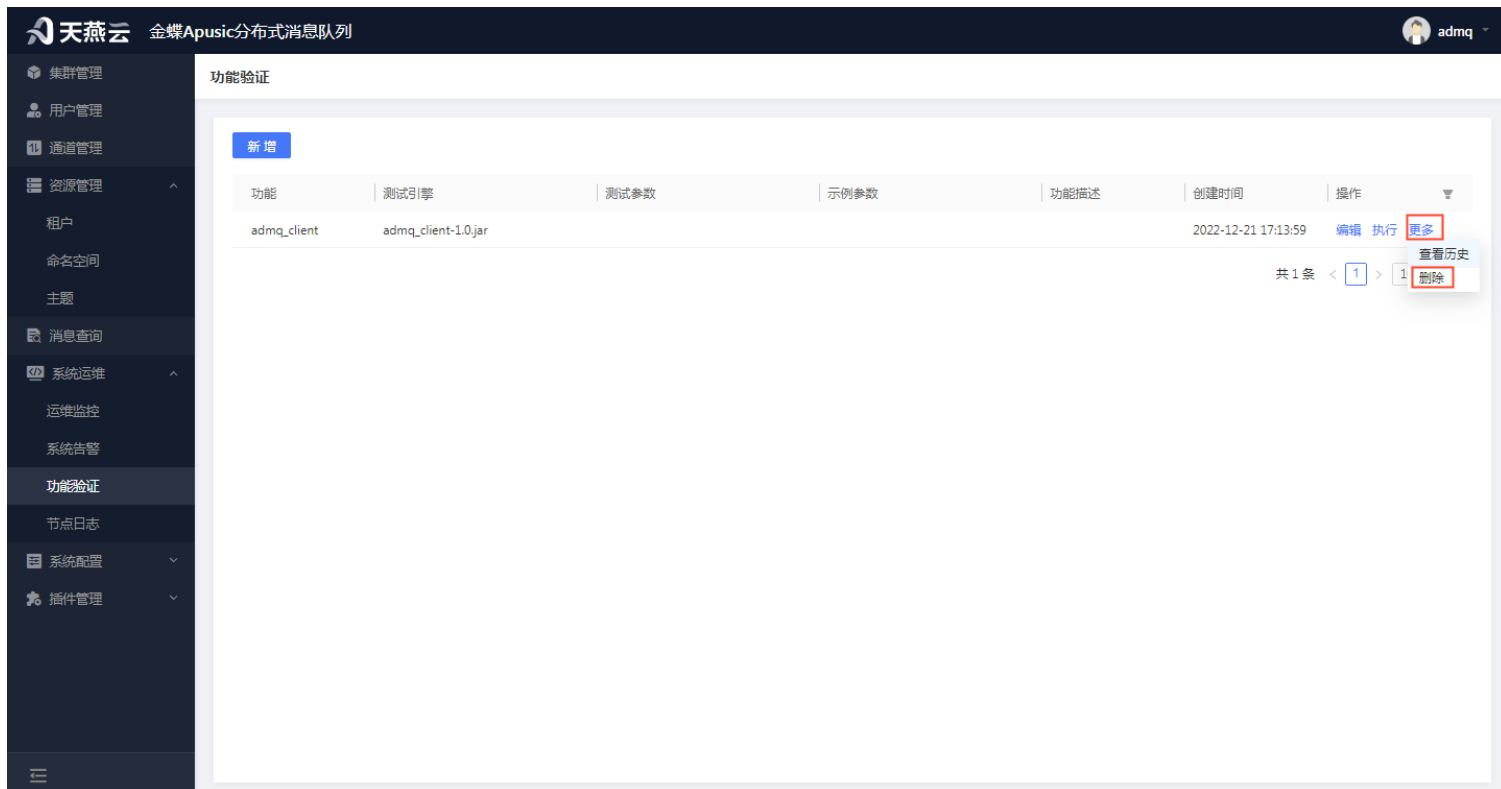 天燕云 金蝶Apusic分布式消息队列 admq
集群管理
功能验证
用户管理
通道管理
新增
资源管理
功能 测试引擎 测试参数 示例参数 功能描述 创建时间 操作
租户
admq_client admq_client-1.0.jar 2022-12-21 17:13:59 编辑 执行 更多
查看历史
命名空间
共 1 条 < 1 > 1
删除
主题
消息查询
系统运维
运维监控
系统告警
功能验证
节点日志
系统配置
插件管理